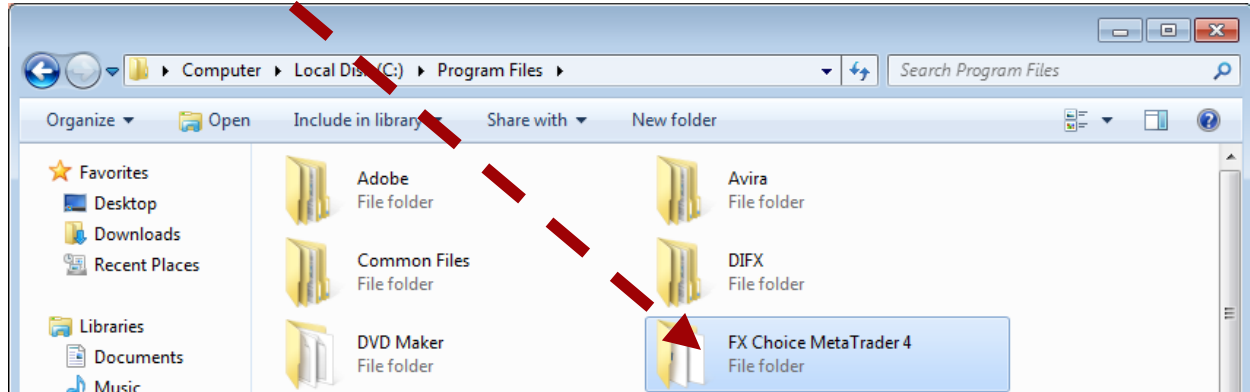 Computer Local Disk (C:) Program Files
Search Program Files
Organize Open Include in library Share with New folder
Favorites
Desktop
Downloads
Recent Places
Libraries
Documents
Music
Adobe
File folder
Avira
File folder
Common Files
File folder
DIFX
File folder
DVD Maker
File folder
FX Choice MetaTrader 4
File folder